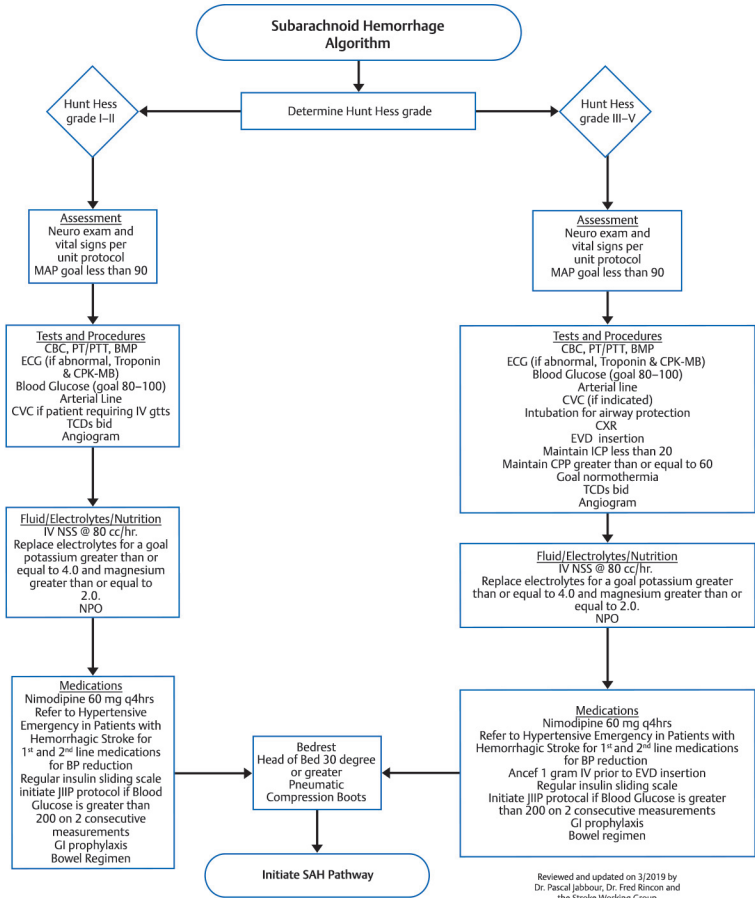 Subarachnoid Hemorrhage
Algorithm
Hunt Hess
grade I–II
Determine Hunt Hess grade
Hunt Hess
grade III–V
Assessment
Neuro exam and
vital signs per
unit protocol
MAP goal less than 90
Tests and Procedures
CBC, PT/PTT, BMP
ECG (if abnormal, Troponin
& CPK-MB)
Blood Glucose (goal 80–100)
Arterial Line
CVC if patient requiring IV gtts
TCDs bid
Angiogram
Fluid/Electrolytes/Nutrition
IV NSS @ 80 cc/hr.
Replace electrolytes for a goal
potassium greater than or
equal to 4.0 and magnesium
greater than or equal to
2.0.
NPO
Medications
Nimodipine 60 mg q4hrs
Refer to Hypertensive
Emergency in Patients with
Hemorrhagic Stroke for
1st and 2nd line medications
for BP reduction
Regular insulin sliding scale
initiate JIIP protocol if Blood
Glucose is greater than
200 on 2 consecutive
measurements
GI prophylaxis
Bowel Regimen
Assessment
Neuro exam and
vital signs per
unit protocol
MAP goal less than 90
Tests and Procedures
CBC, PT/PTT, BMP
ECG (if abnormal, Troponin & CPK-MB)
Blood Glucose (goal 80–100)
Arterial line
CVC (if indicated)
Intubation for airway protection
CXR
EVD insertion
Maintain ICP less than 20
Maintain CPP greater than or equal to 60
Goal normothermia
TCDs bid
Angiogram
Fluid/Electrolytes/Nutrition
IV NSS @ 80 cc/hr.
Replace electrolytes for a goal potassium greater
than or equal to 4.0 and magnesium greater than or
equal to 2.0.
NPO
Medications
Nimodipine 60 mg q4hrs
Refer to Hypertensive Emergency in Patients with
Hemorrhagic Stroke for 1st and 2nd line medications
for BP reduction
Ancef 1 gram IV prior to EVD insertion
Regular insulin sliding scale
Initiate JIIP protocal if Blood Glucose is greater
than 200 on 2 consecutive measurements
GI prophylaxis
Bowel regimen
Bedrest
Head of Bed 30 degree
or greater
Pneumatic
Compression Boots
Initiate SAH Pathway
Reviewed and updated on 3/2019 by
Dr. Pascal Jabbour, Dr. Fred Rincon and
the Stroke Working Group